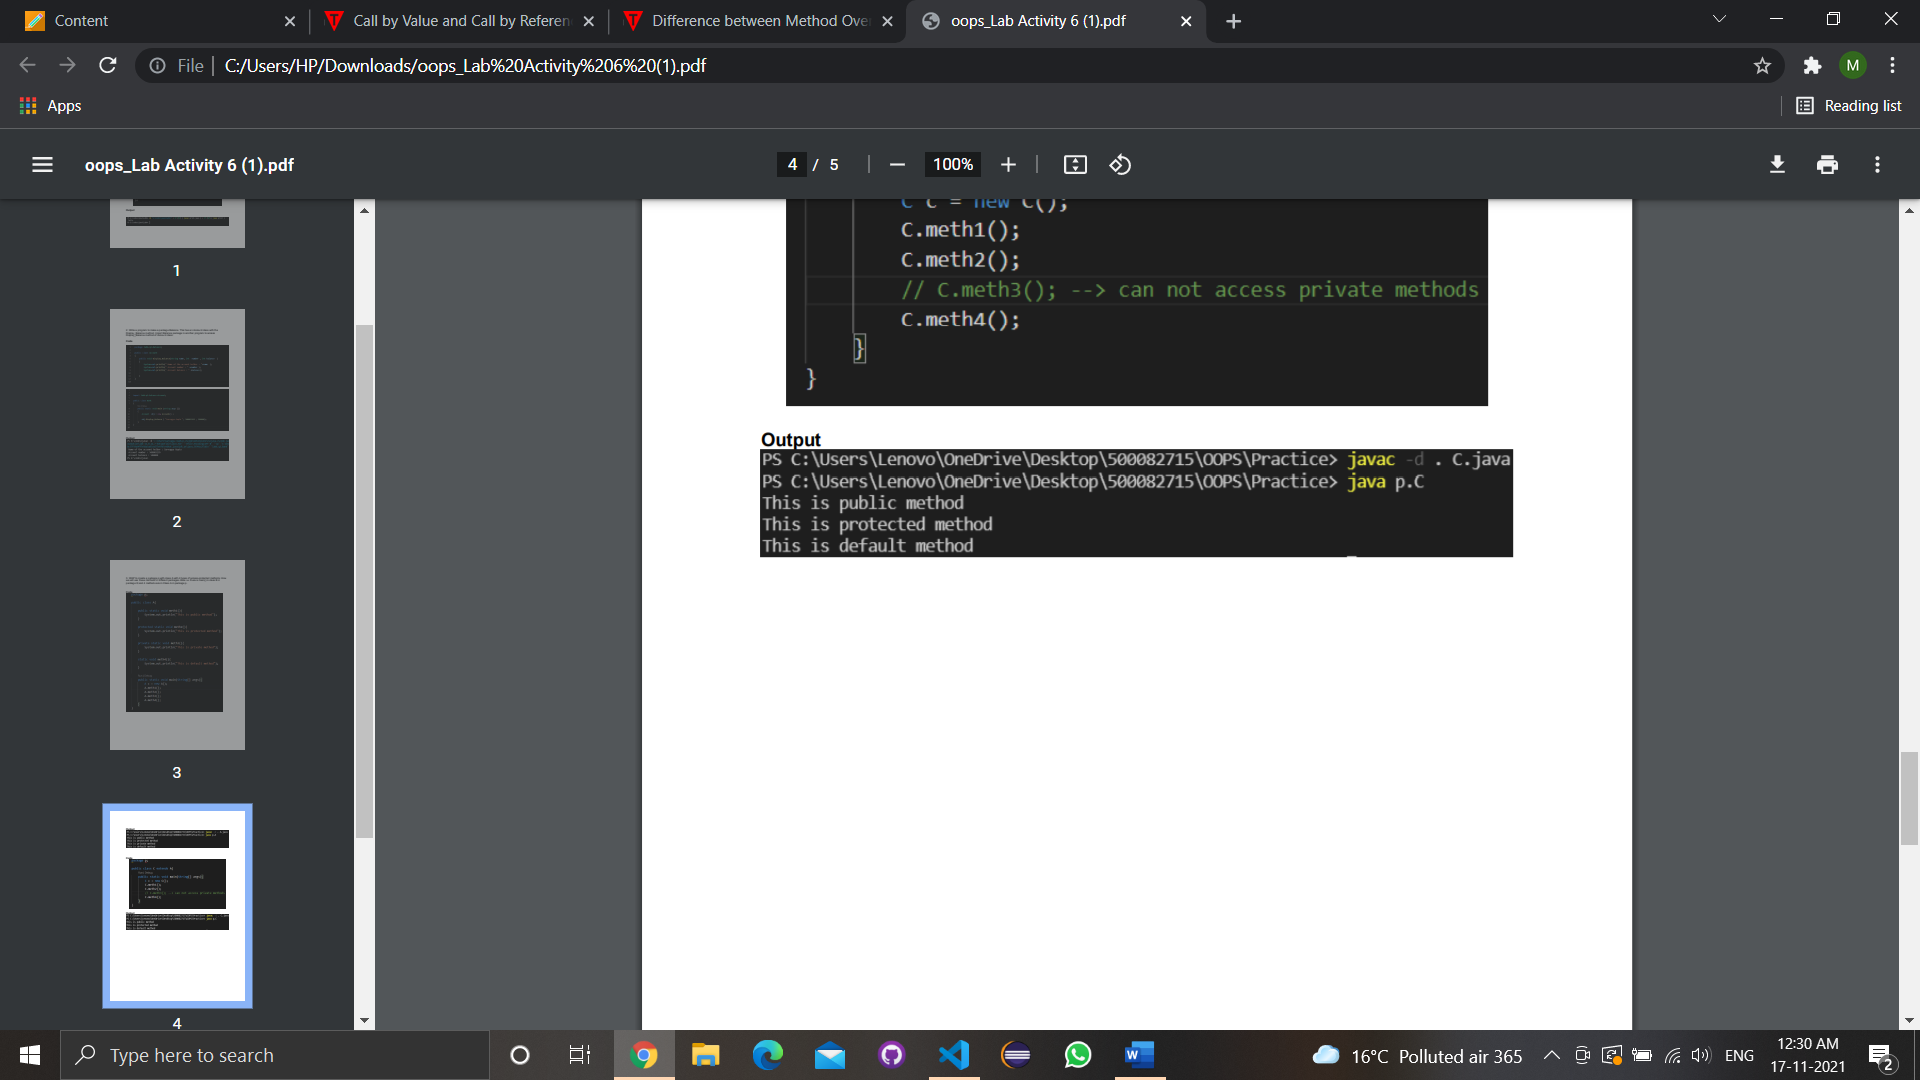 Content
Call by Value and Call by Referen
Difference between Method Ove
oops_Lab Activity 6 (1).pdf
File
C:/Users/HP/Downloads/oops_Lab%20Activity%206%20(1).pdf
M
Apps
Reading list
oops_Lab Activity 6 (1).pdf
4 / 5
100%
1
2
3
4
C c = new C();
C.meth1();
C.meth2();
// C.meth3(); --> can not access private methods
C.meth4();
}
}
Output
PS C:\Users\Lenovo\OneDrive\Desktop\500082715\OOPS\Practice> javac -d . C.java
PS C:\Users\Lenovo\OneDrive\Desktop\500082715\OOPS\Practice> java p.C
This is public method
This is protected method
This is default method
Type here to search
16°C Polluted air 365
ENG
12:30 AM
17-11-2021
2